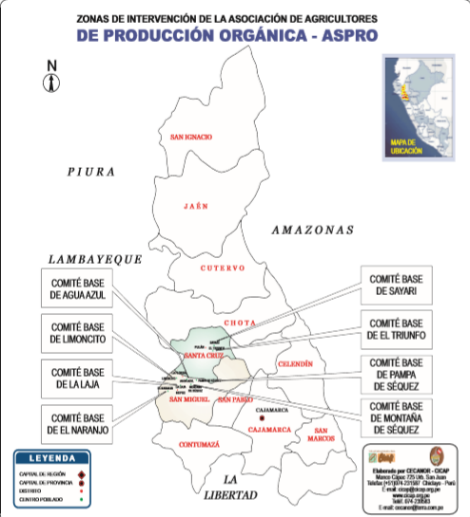 ZONAS DE INTERVENCIÓN DE LA ASOCIACIÓN DE AGRICULTORES
DE PRODUCCIÓN ORGÁNICA - ASPRO
N
MAPA DE
UBICACIÓN
SAN IGNACIO
PIURA
JAÉN
AMAZONAS
LAMBAYEQUE
CUTERVO
COMITÉ BASE
DE AGUA AZUL
COMITÉ BASE
DE SAYARI
COMITÉ BASE
DE LIMONCITO
CHOTA
COMITÉ BASE
DE EL TRIUNFO
SANTA CRUZ
CELENDÍN
COMITÉ BASE
DE LA LAJA
COMITÉ BASE
DE PAMPA
DE SÉQUEZ
SAN MIGUEL
SAN PABLO
COMITÉ BASE
DE EL NARANJO
CAJAMARCA
CAJAMARCA
SAN
MARCOS
COMITÉ BASE
DE MONTAÑA
DE SÉQUEZ
CONTUMAZÁ
LA
LIBERTAD
LEYENDA
CAPITAL DE REGIÓN
CAPITAL DE PROVINCIA
DISTRITO
CENTRO POBLADO
Cicap
Elaborado por CECANOR - CICAP